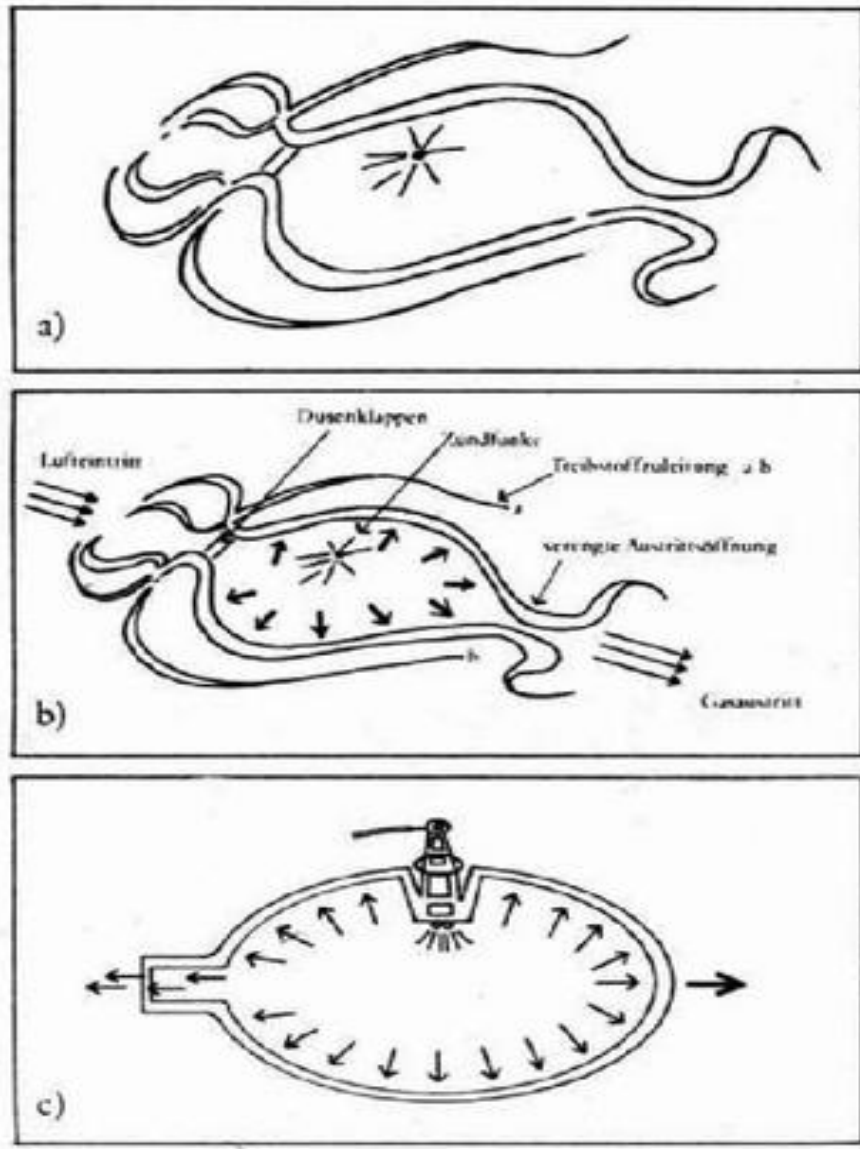 a)
Düsenklappen
Zündfunke
Lufteintritt
Treibstoffzuleitung a b
a
verengte Austrittsöffnung
b
Gasaustritt
b)
c)